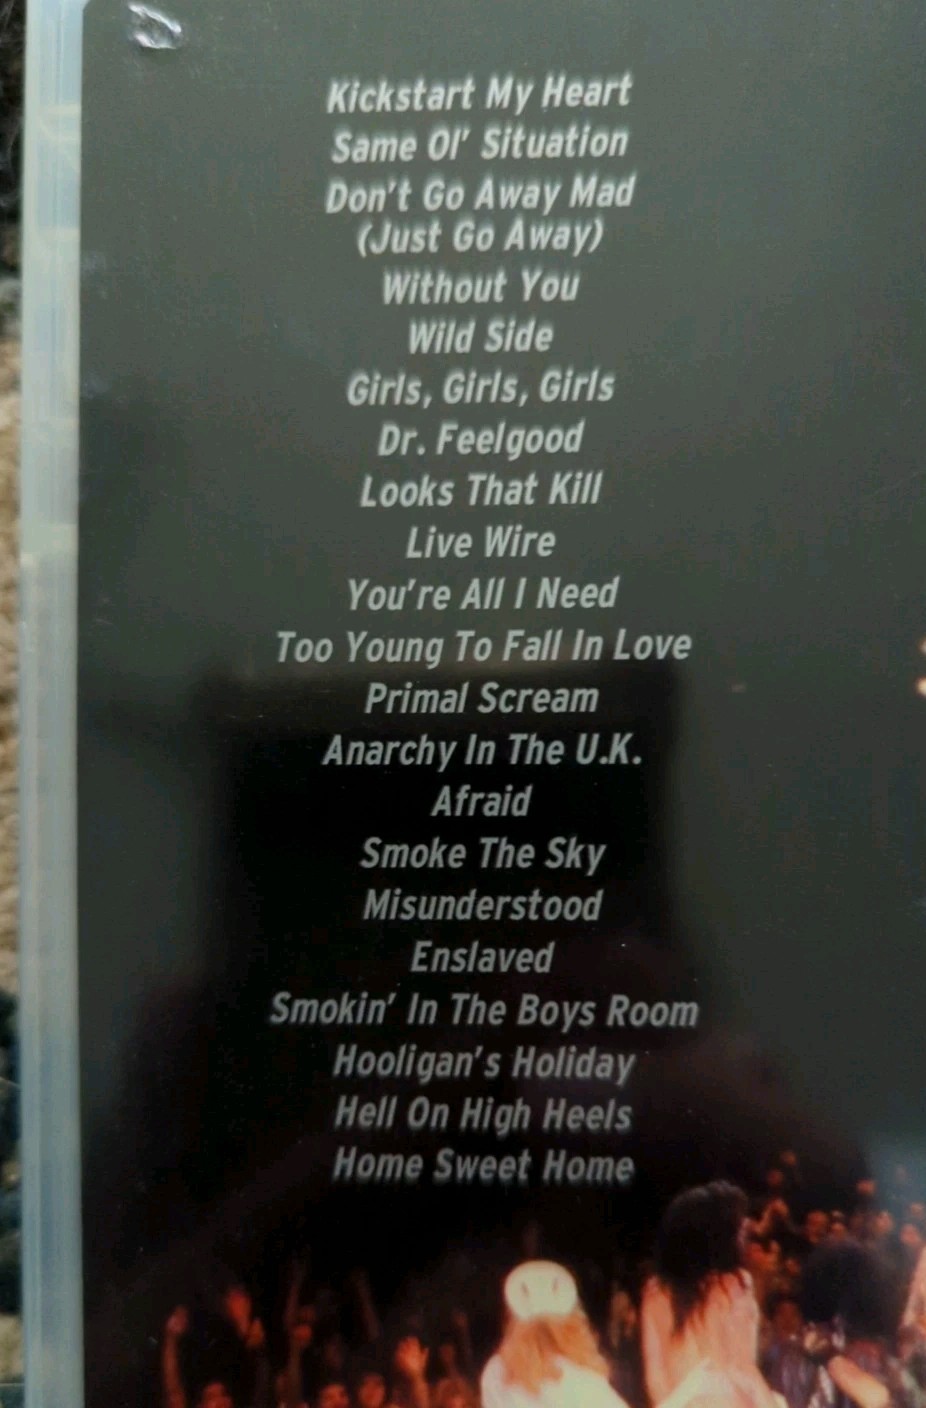 Kickstart My Heart
Same Ol' Situation
Don't Go Away Mad
(Just Go Away)
Without You
Wild Side
Girls, Girls, Girls
Dr. Feelgood
Looks That Kill
Live Wire
You're All I Need
Too Young To Fall In Love
Primal Scream
Anarchy In The U.K.
Afraid
Smoke The Sky
Misunderstood
Enslaved
Smokin' In The Boys Room
Hooligan's Holiday
Hell On High Heels
Home Sweet Home